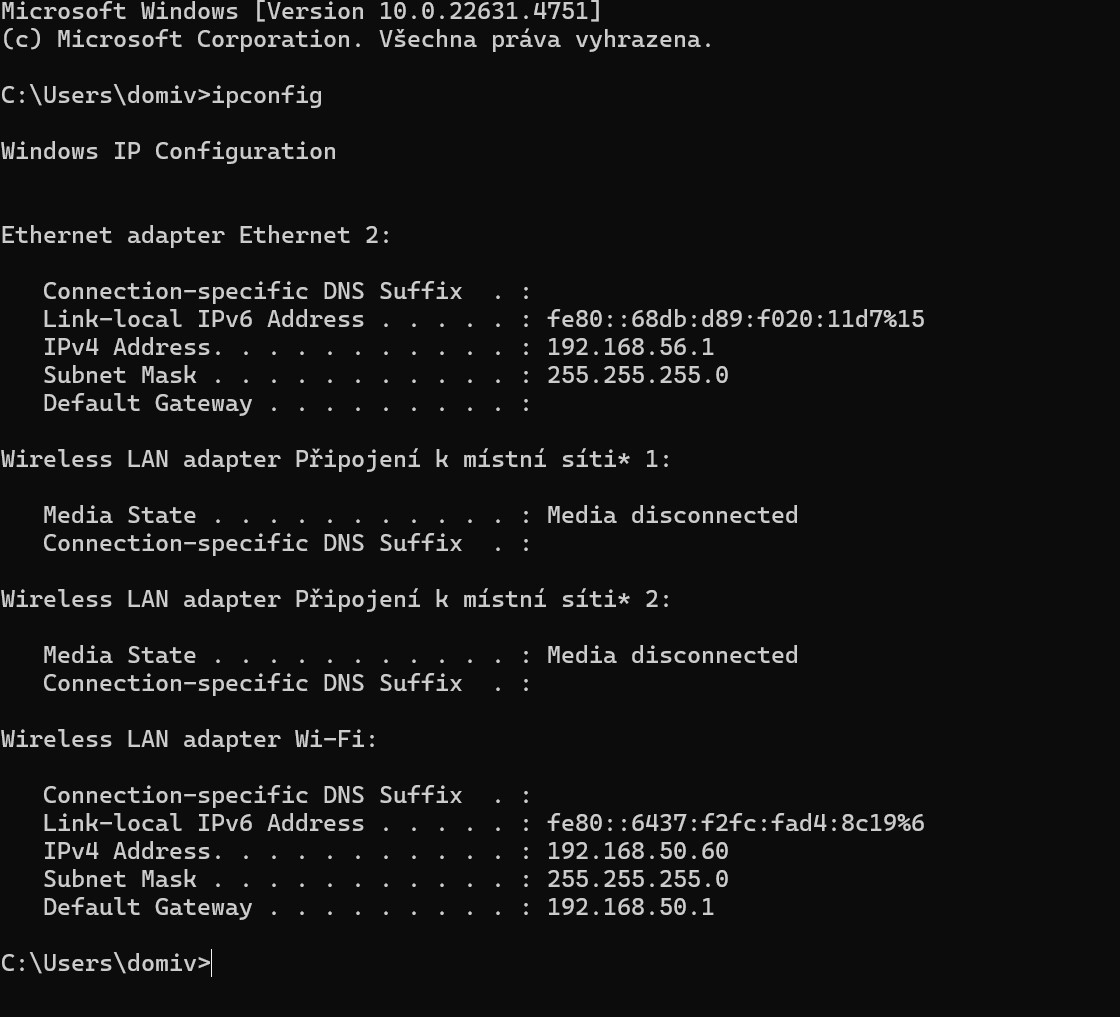 Microsoft Windows [Version 10.0.22631.4751]
(c) Microsoft Corporation. Všechna práva vyhrazena.
C:\Users\domiv>ipconfig
Windows IP Configuration
Ethernet adapter Ethernet 2:
   Connection-specific DNS Suffix  . :
   Link-local IPv6 Address . . . . . : fe80::68db:d89:f020:11d7%15
   IPv4 Address. . . . . . . . . . . : 192.168.56.1
   Subnet Mask . . . . . . . . . . . : 255.255.255.0
   Default Gateway . . . . . . . . . :
Wireless LAN adapter Připojení k místní síti* 1:
   Media State . . . . . . . . . . . : Media disconnected
   Connection-specific DNS Suffix  . :
Wireless LAN adapter Připojení k místní síti* 2:
   Media State . . . . . . . . . . . : Media disconnected
   Connection-specific DNS Suffix  . :
Wireless LAN adapter Wi-Fi:
   Connection-specific DNS Suffix  . :
   Link-local IPv6 Address . . . . . : fe80::6437:f2fc:fad4:8c19%6
   IPv4 Address. . . . . . . . . . . : 192.168.50.60
   Subnet Mask . . . . . . . . . . . : 255.255.255.0
   Default Gateway . . . . . . . . . : 192.168.50.1
C:\Users\domiv>